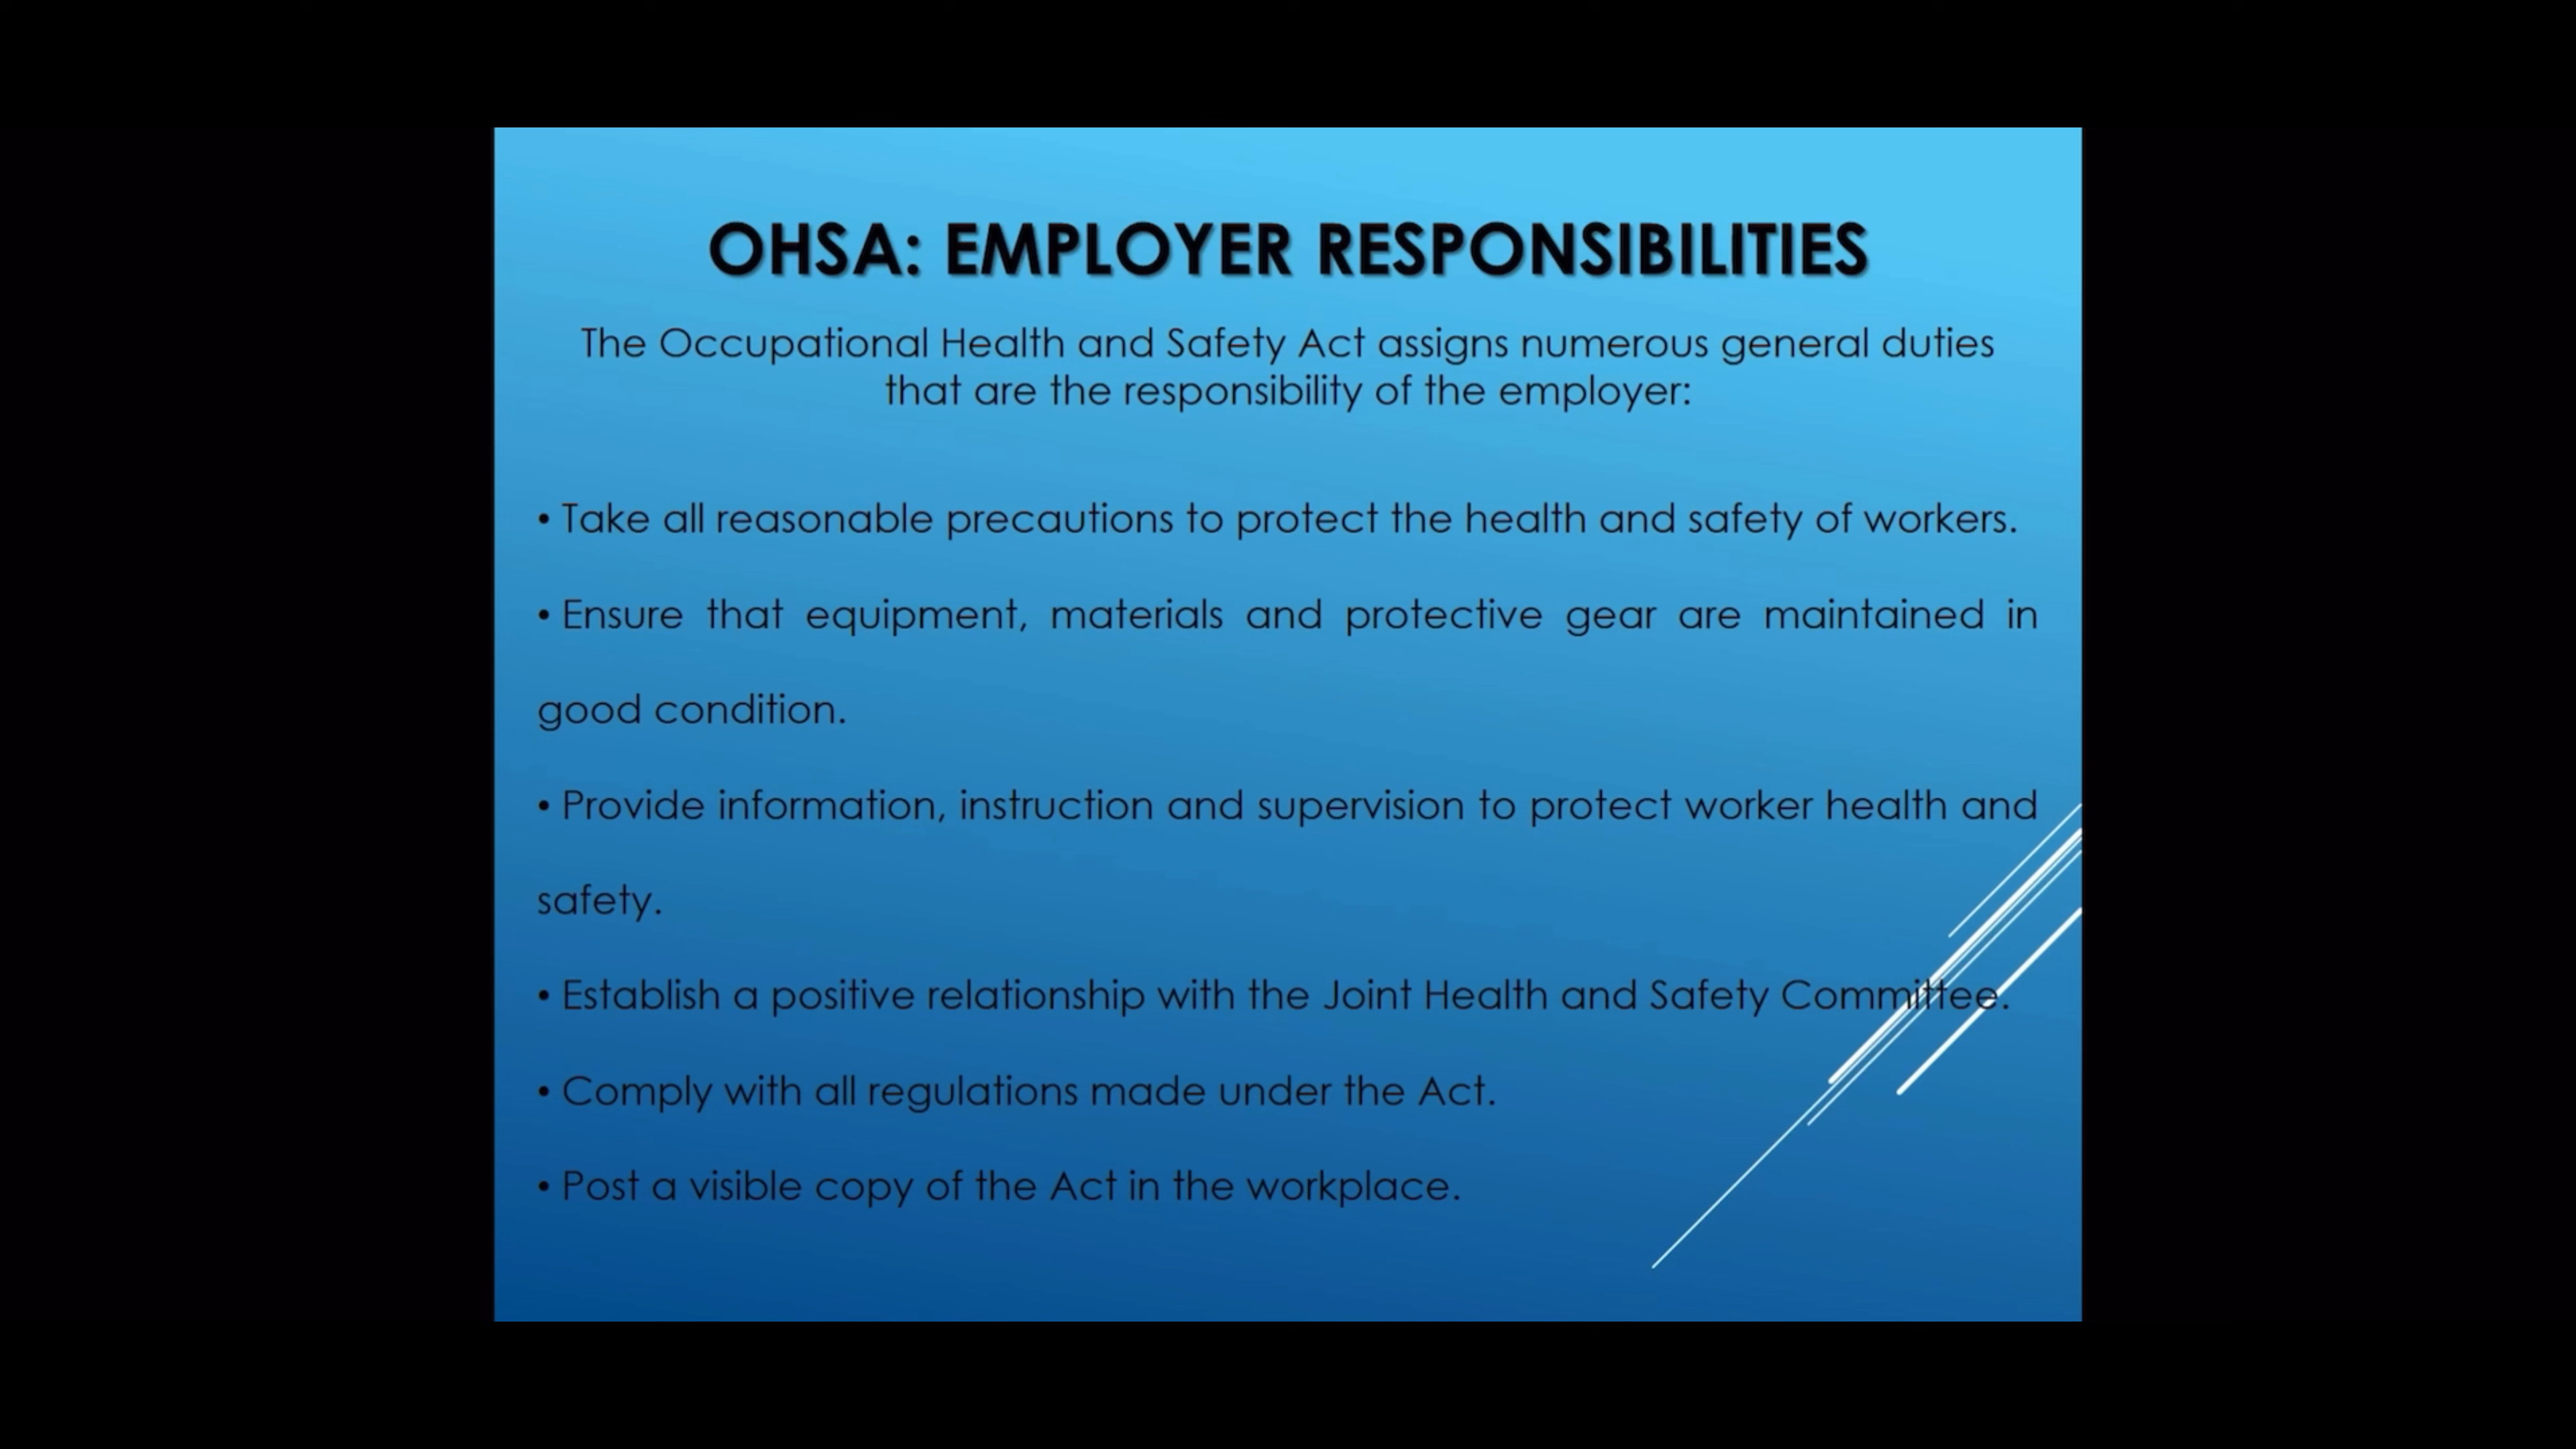 OHSA: EMPLOYER RESPONSIBILITIES
The Occupational Health and Safety Act assigns numerous general duties
that are the responsibility of the employer:
• Take all reasonable precautions to protect the health and safety of workers.
• Ensure that equipment, materials and protective gear are maintained in
good condition.
• Provide information, instruction and supervision to protect worker health and
safety.
• Establish a positive relationship with the Joint Health and Safety Committee.
• Comply with all regulations made under the Act.
• Post a visible copy of the Act in the workplace.